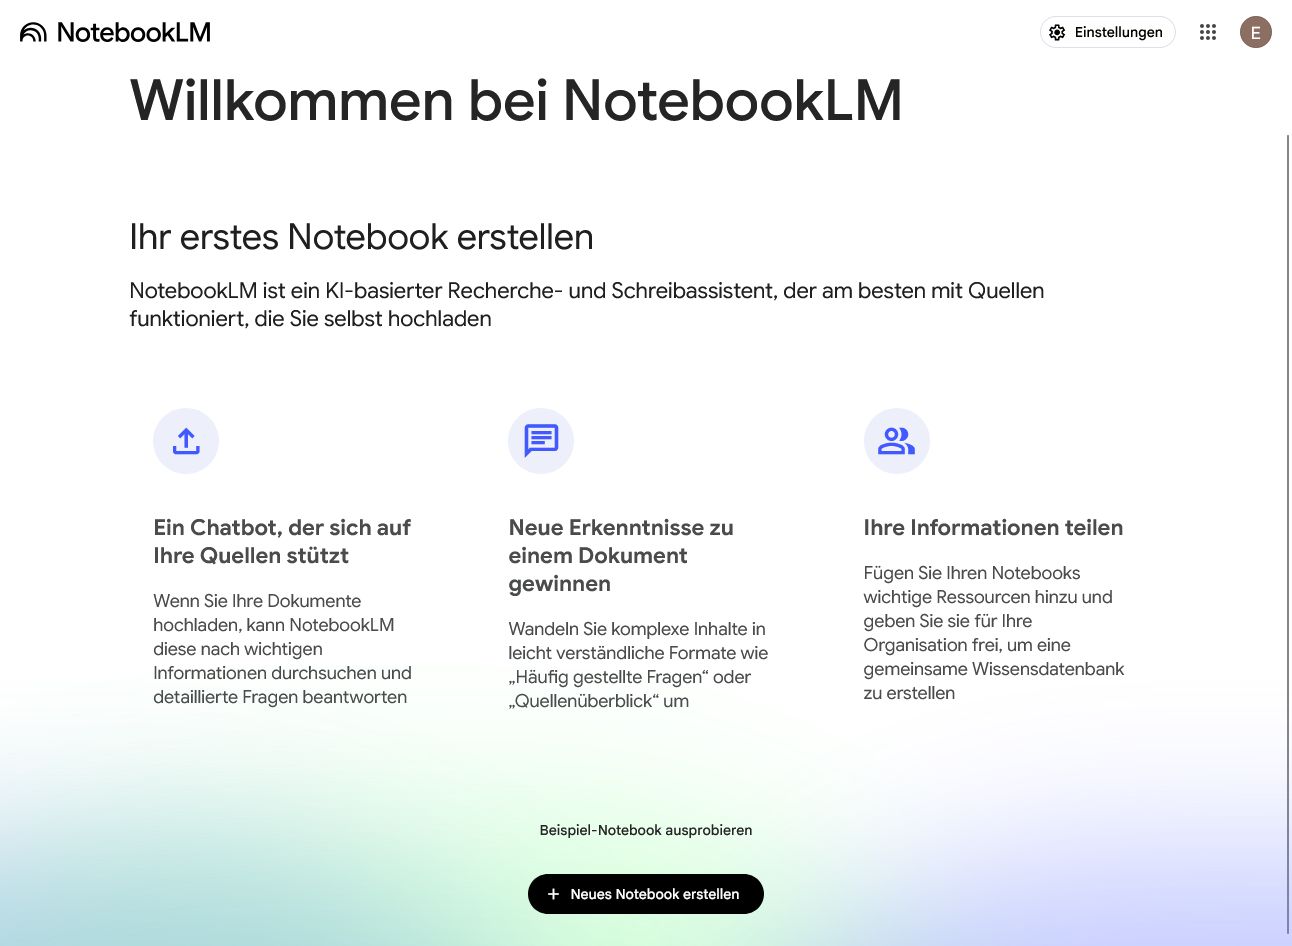 NotebookLM
Einstellungen
E
Willkommen bei NotebookLM
Ihr erstes Notebook erstellen
NotebookLM ist ein KI-basierter Recherche- und Schreibassistent, der am besten mit Quellen
funktioniert, die Sie selbst hochladen
Ein Chatbot, der sich auf
Ihre Quellen stützt
Wenn Sie Ihre Dokumente
hochladen, kann NotebookLM
diese nach wichtigen
Informationen durchsuchen und
detaillierte Fragen beantworten
Neue Erkenntnisse zu
einem Dokument
gewinnen
Wandeln Sie komplexe Inhalte in
leicht verständliche Formate wie
„Häufig gestellte Fragen“ oder
„Quellenüberblick“ um
Ihre Informationen teilen
Fügen Sie Ihren Notebooks
wichtige Ressourcen hinzu und
geben Sie sie für Ihre
Organisation frei, um eine
gemeinsame Wissensdatenbank
zu erstellen
Beispiel-Notebook ausprobieren
+ Neues Notebook erstellen